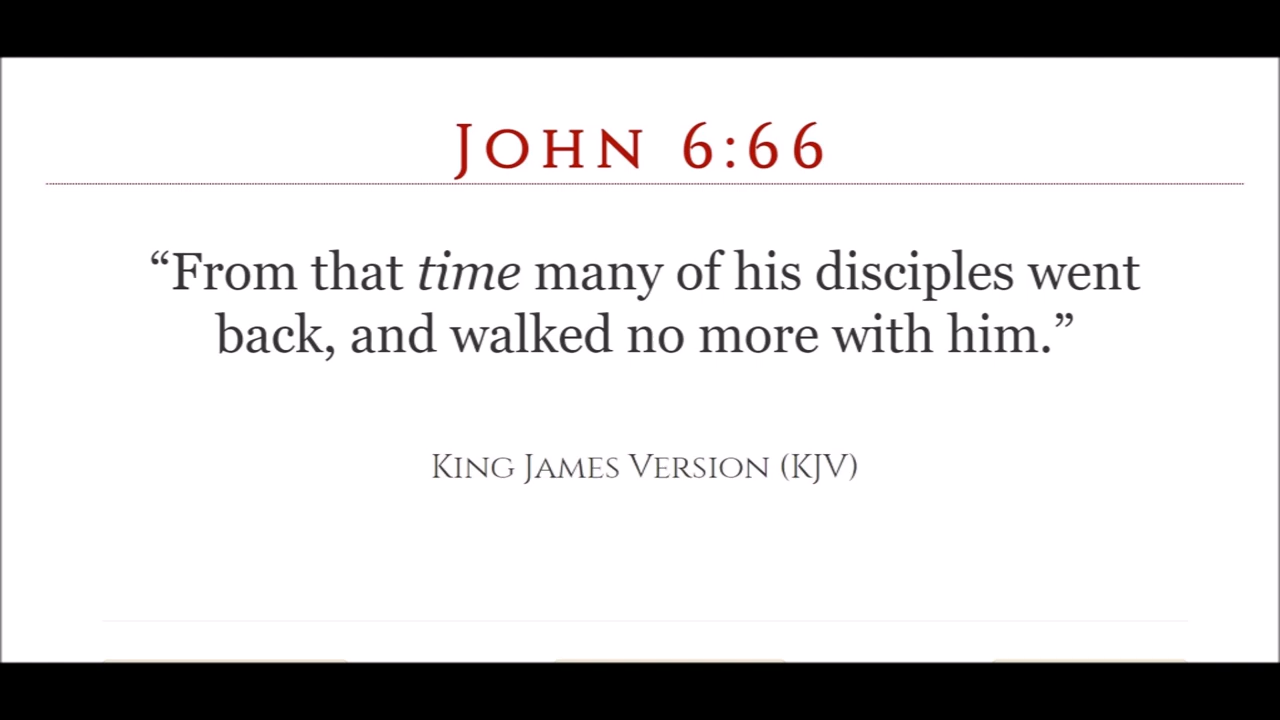 John 6:66
“From that time many of his disciples went
back, and walked no more with him.”
King James Version (KJV)